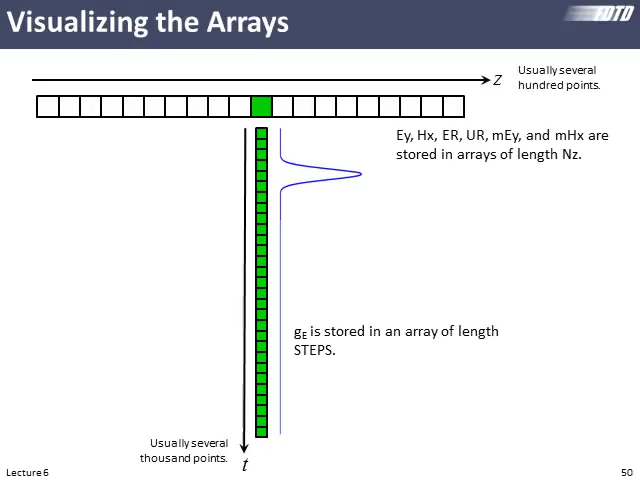 Visualizing the Arrays
FDTD
z
Usually several
hundred points.
Ey, Hx, ER, UR, mEy, and mHx are
stored in arrays of length Nz.
gE is stored in an array of length
STEPS.
Usually several
thousand points.
t
Lecture 6
50